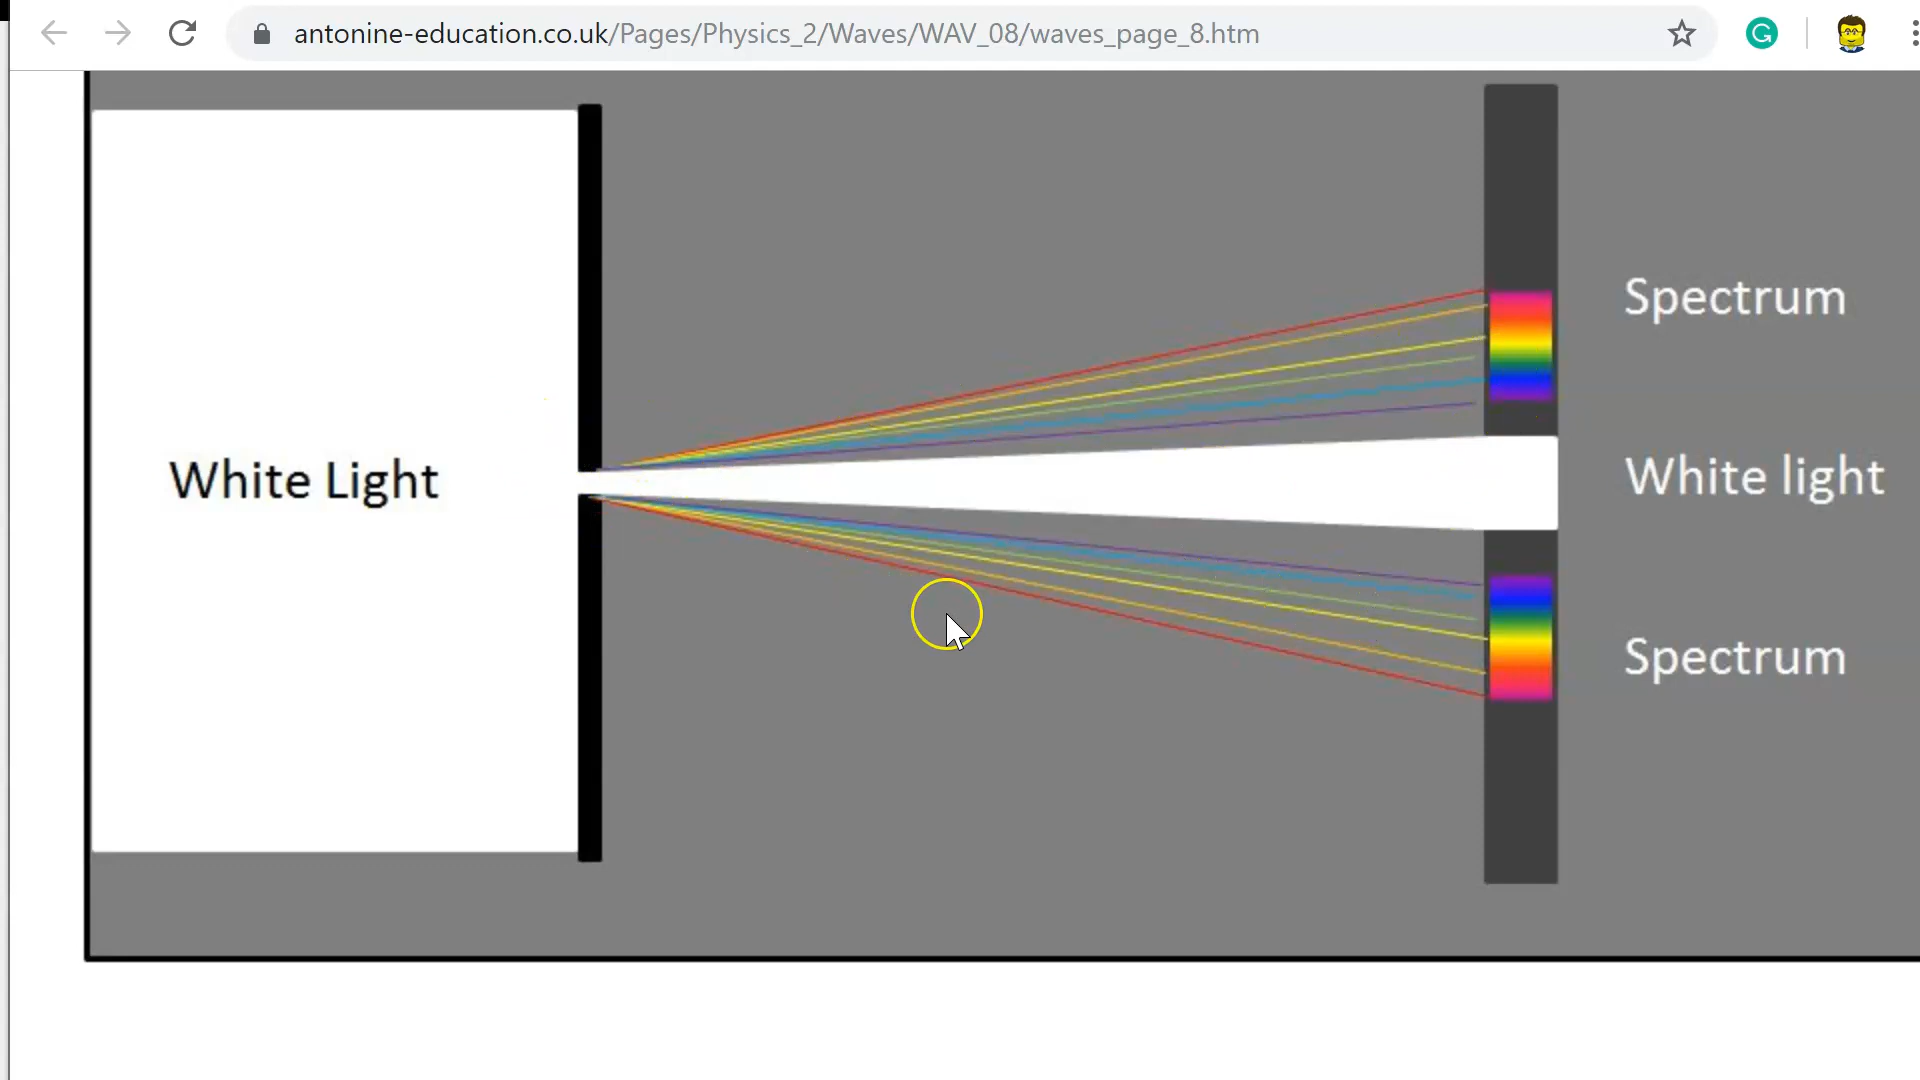 antonine-education.co.uk/Pages/Physics_2/Waves/WAV_08/waves_page_8.htm
Spectrum
White Light
White light
Spectrum